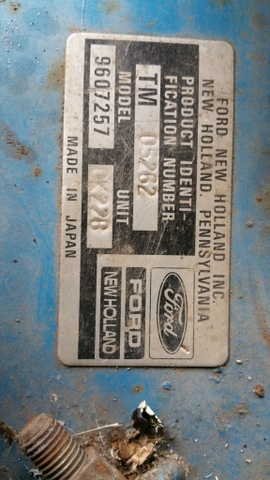 FORD NEW HOLLAND INC.
NEW HOLLAND, PENNSYLVANIA
PRODUCT IDENTI-
FICATION NUMBER
TM 05262
MODEL UNIT
9607257 DK228
MADE IN JAPAN
Ford
FORD
NEW HOLLAND